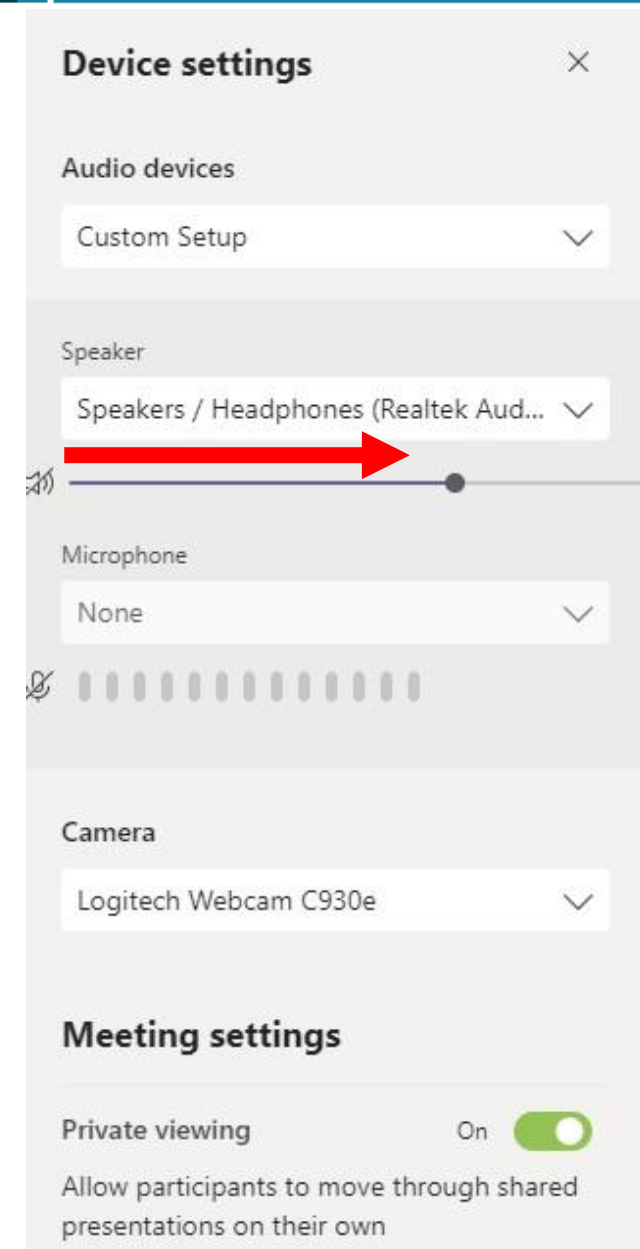 Device settings
Audio devices
Custom Setup
Speaker
Speakers / Headphones (Realtek Aud...
Microphone
None
Camera
Logitech Webcam C930e
Meeting settings
Private viewing On
Allow participants to move through shared
presentations on their own